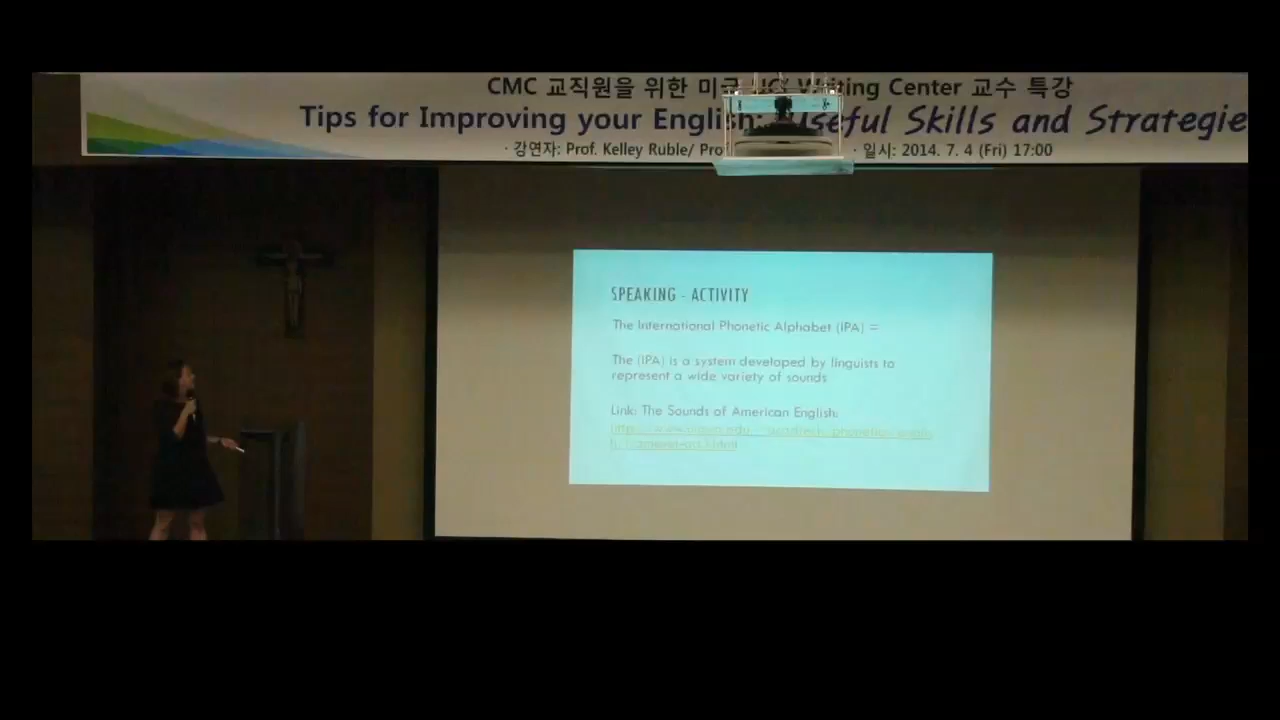 CMC 교직원을 위한 미국 UCI Writing Center 교수 특강
Tips for Improving your English: Useful Skills and Strategie
· 강연자: Prof. Kelley Ruble/ Pro
· 일시: 2014. 7. 4 (Fri) 17:00
SPEAKING - ACTIVITY
The International Phonetic Alphabet (IPA) =
The (IPA) is a system developed by linguists to
represent a wide variety of sounds
Link: The Sounds of American English: